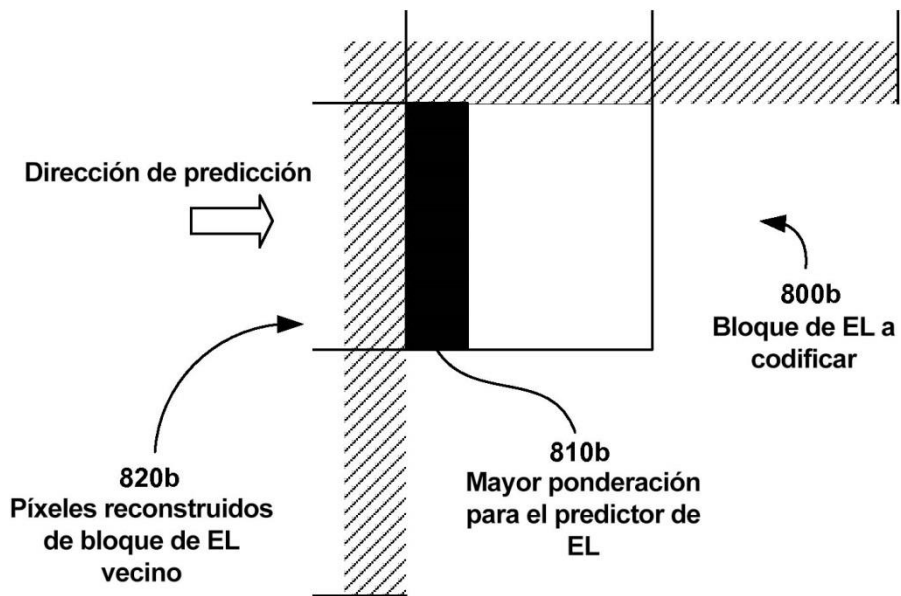 Dirección de predicción
800b
Bloque de EL a
codificar
820b
Píxeles reconstruidos
de bloque de EL
vecino
810b
Mayor ponderación
para el predictor de
EL